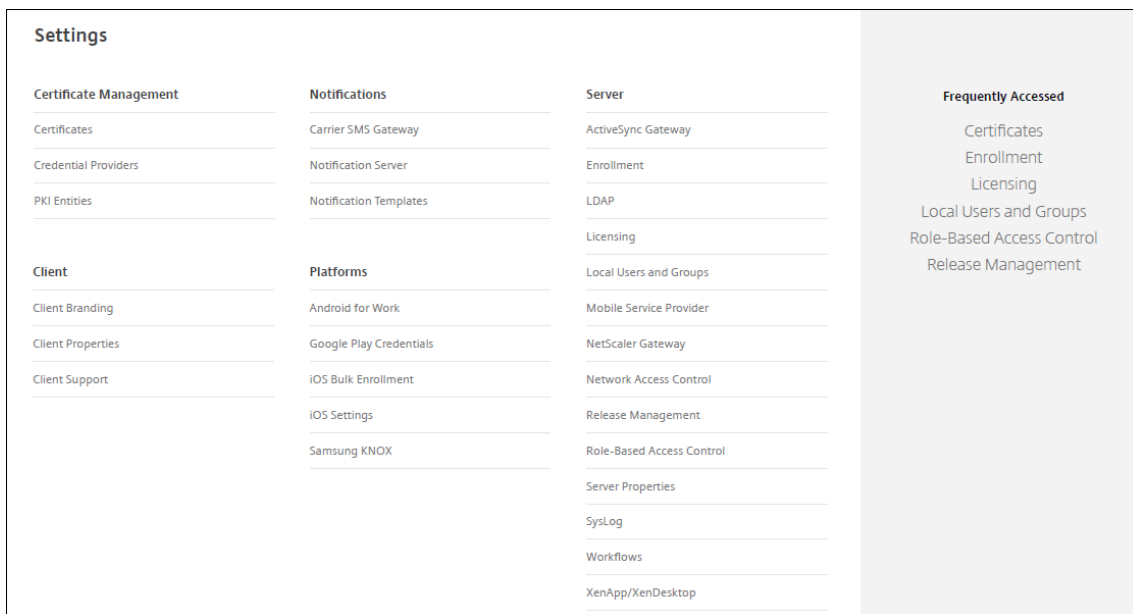 Settings
Certificate Management
Certificates
Credential Providers
PKI Entities
Client
Client Branding
Client Properties
Client Support
Notifications
Carrier SMS Gateway
Notification Server
Notification Templates
Platforms
Android for Work
Google Play Credentials
iOS Bulk Enrollment
iOS Settings
Samsung KNOX
Server
ActiveSync Gateway
Enrollment
LDAP
Licensing
Local Users and Groups
Mobile Service Provider
NetScaler Gateway
Network Access Control
Release Management
Role-Based Access Control
Server Properties
SysLog
Workflows
XenApp/XenDesktop
Frequently Accessed
Certificates
Enrollment
Licensing
Local Users and Groups
Role-Based Access Control
Release Management